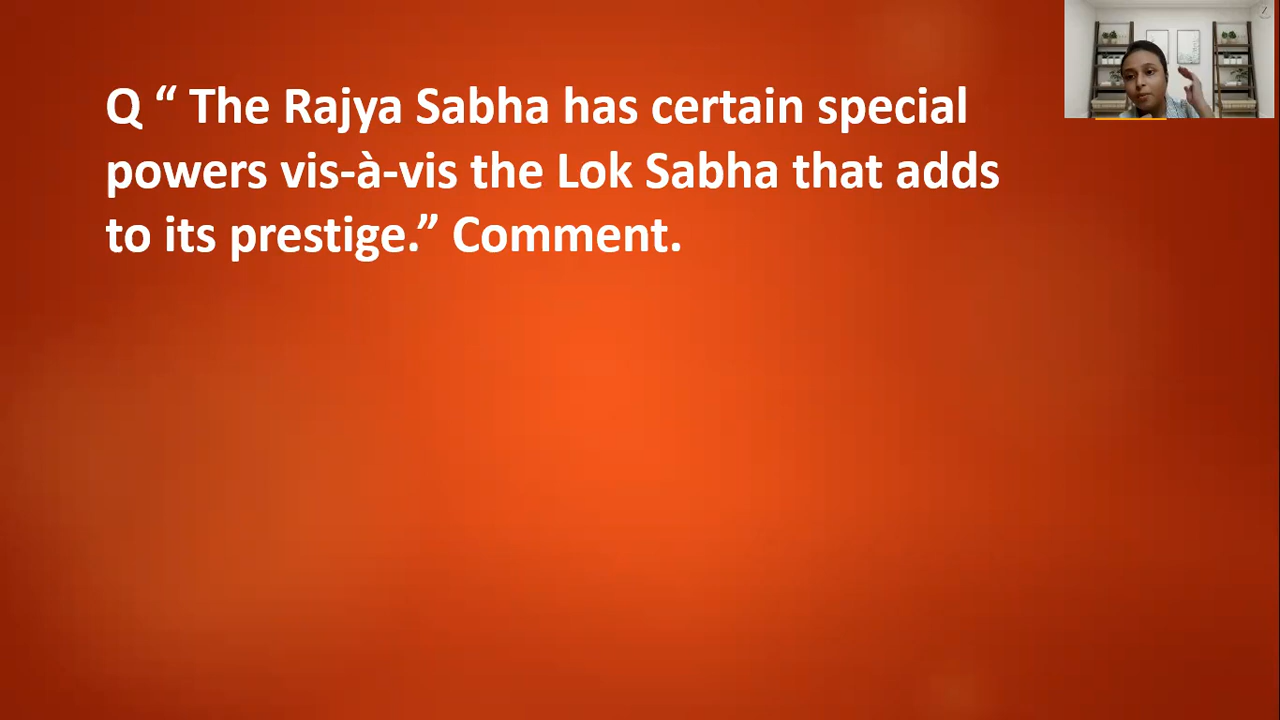 Q “ The Rajya Sabha has certain special
powers vis-à-vis the Lok Sabha that adds
to its prestige.” Comment.